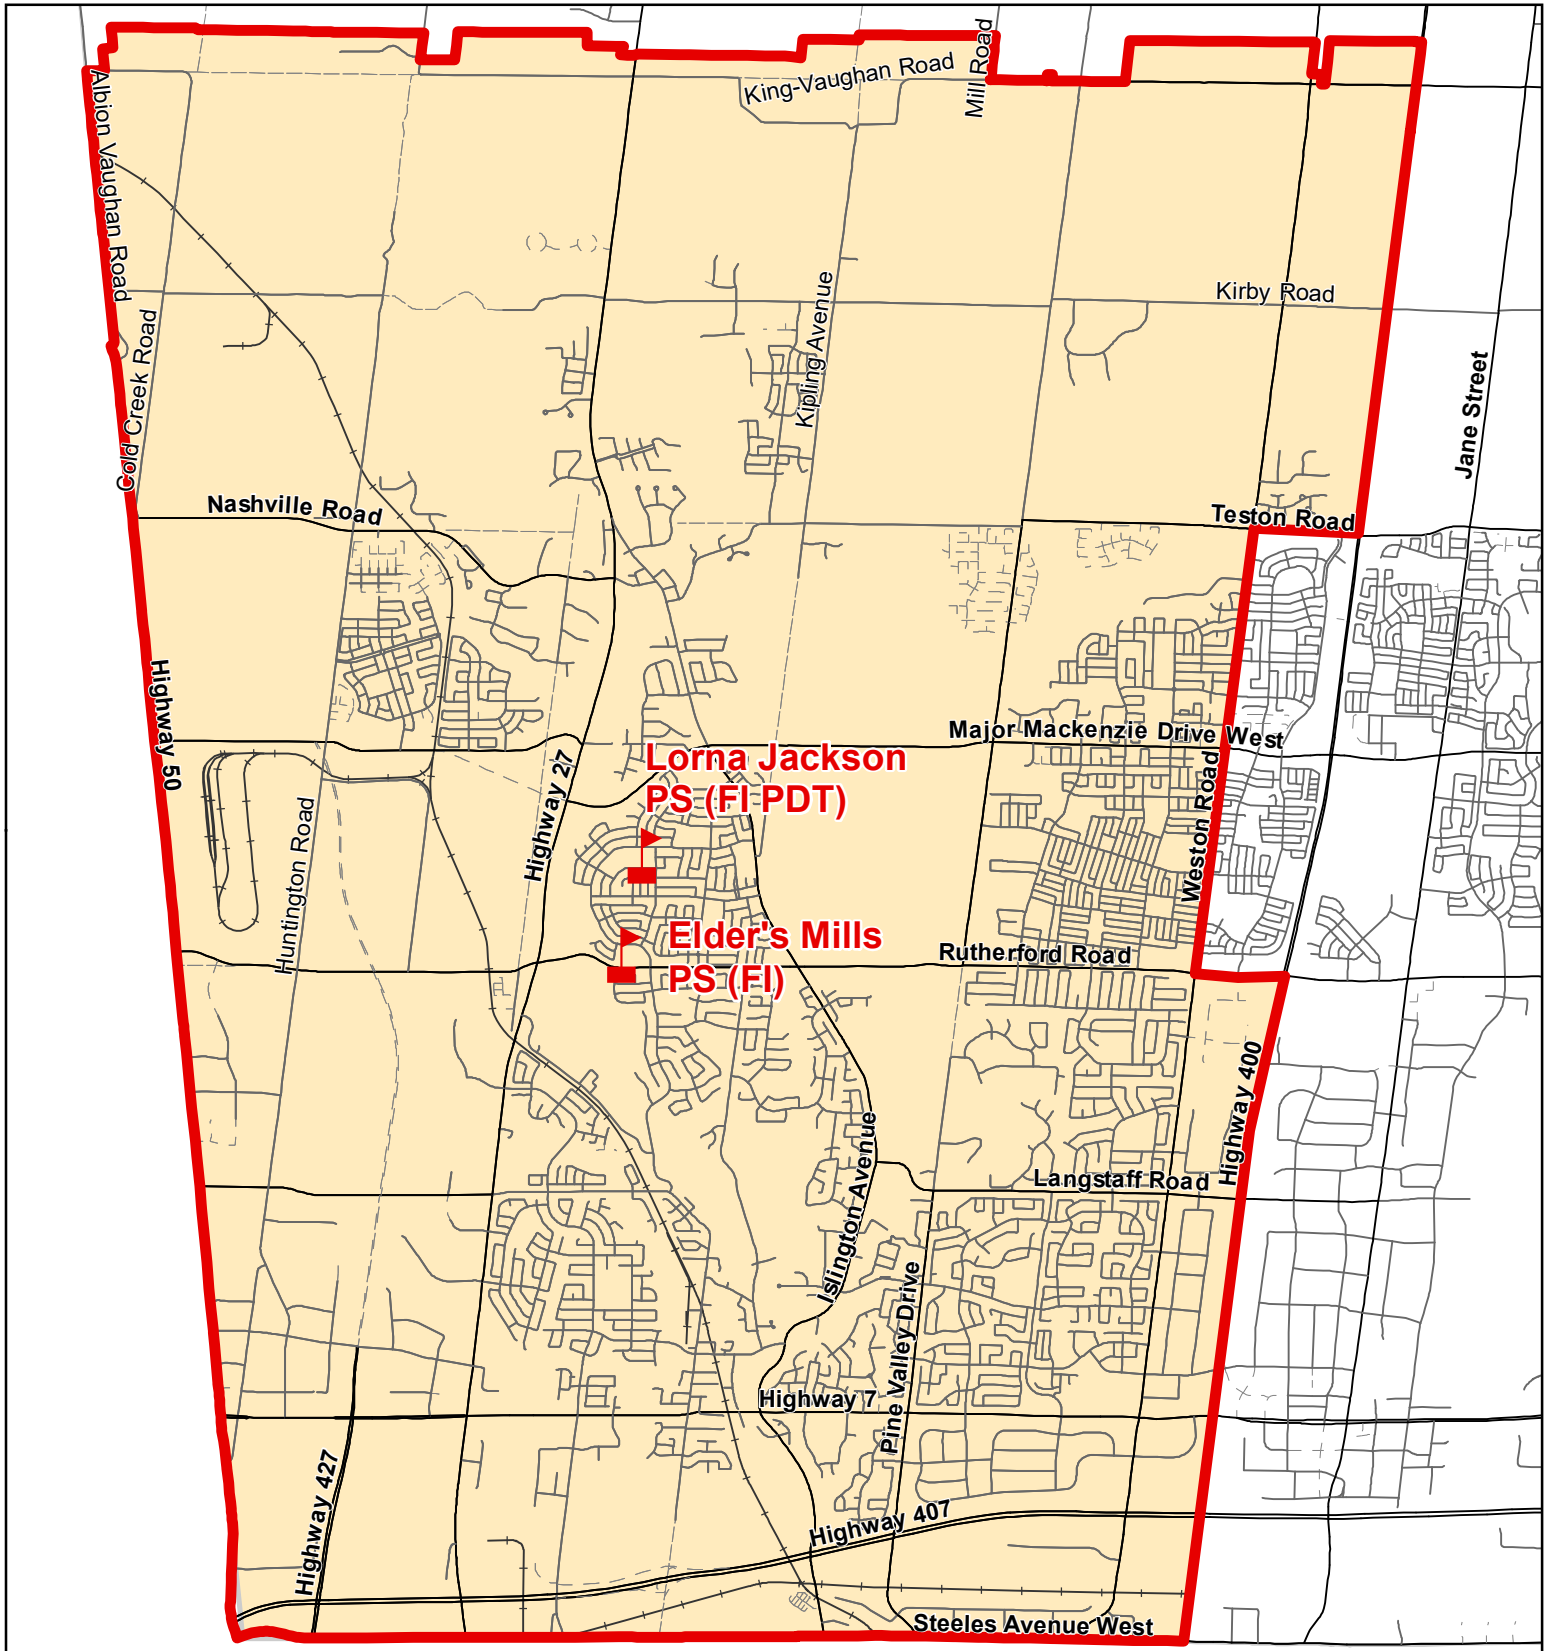 Mill Road
King-Vaughan Road
Albion Vaughan Road
Kirby Road
Kipling Avenue
Cold Creek Road
Jane Street
Nashville Road
Teston Road
Highway 50
Major Mackenzie Drive West
Highway 27
Lorna Jackson
PS (FI PDT)
Weston Road
Huntington Road
Elder's Mills
PS (FI)
Rutherford Road
Highway 400
Islington Avenue
Langstaff Road
Pine Valley Drive
Highway 7
Highway 427
Highway 407
Steeles Avenue West